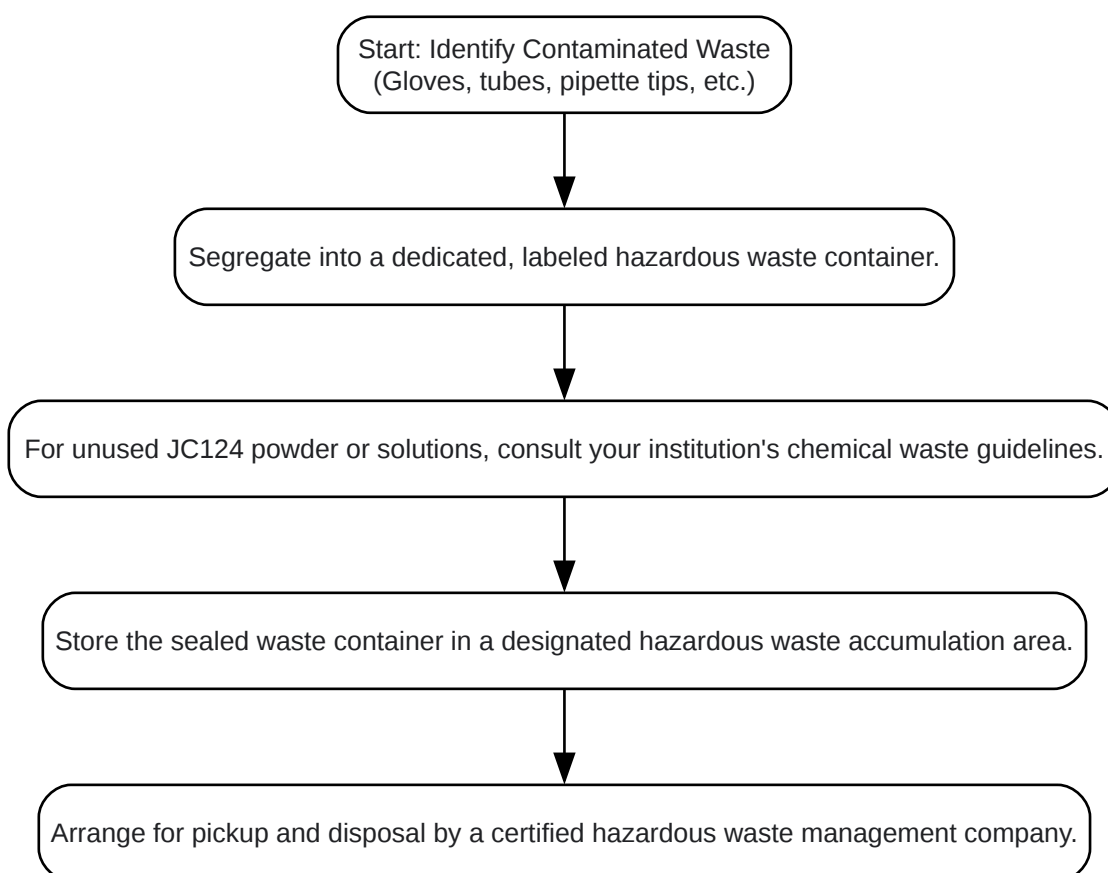 Start: Identify Contaminated Waste
(Gloves, tubes, pipette tips, etc.)
Segregate into a dedicated, labeled hazardous waste container.
For unused JC124 powder or solutions, consult your institution's chemical waste guidelines.
Store the sealed waste container in a designated hazardous waste accumulation area.
Arrange for pickup and disposal by a certified hazardous waste management company.